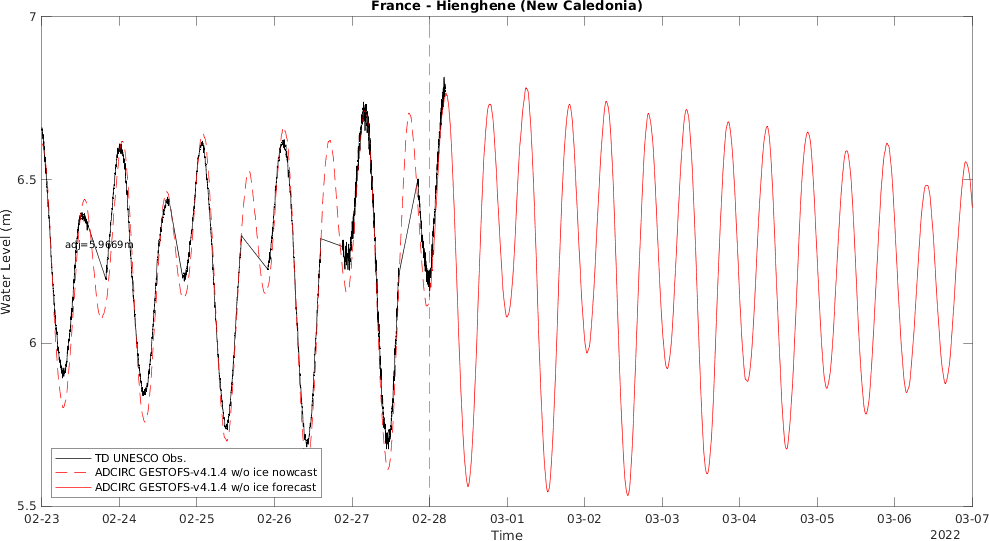 France - Hienghene (New Caledonia)
7
6.5
6
5.5
Water Level (m)
adj=5.9669m
TD UNESCO Obs.
ADCIRC GESTOFS-v4.1.4 w/o ice nowcast
ADCIRC GESTOFS-v4.1.4 w/o ice forecast
02-23 02-24 02-25 02-26 02-27 02-28 03-01 03-02 03-03 03-04 03-05 03-06 03-07
Time
2022